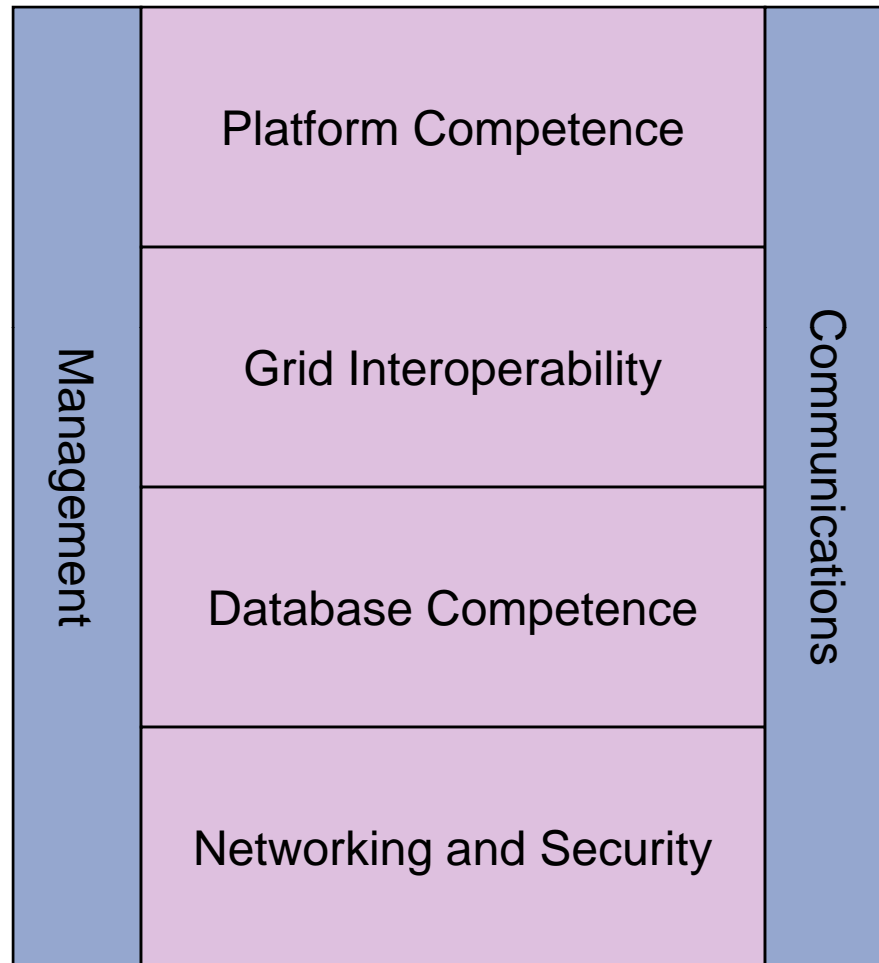 Platform Competence
Grid Interoperability
Management
Communications
Database Competence
Networking and Security